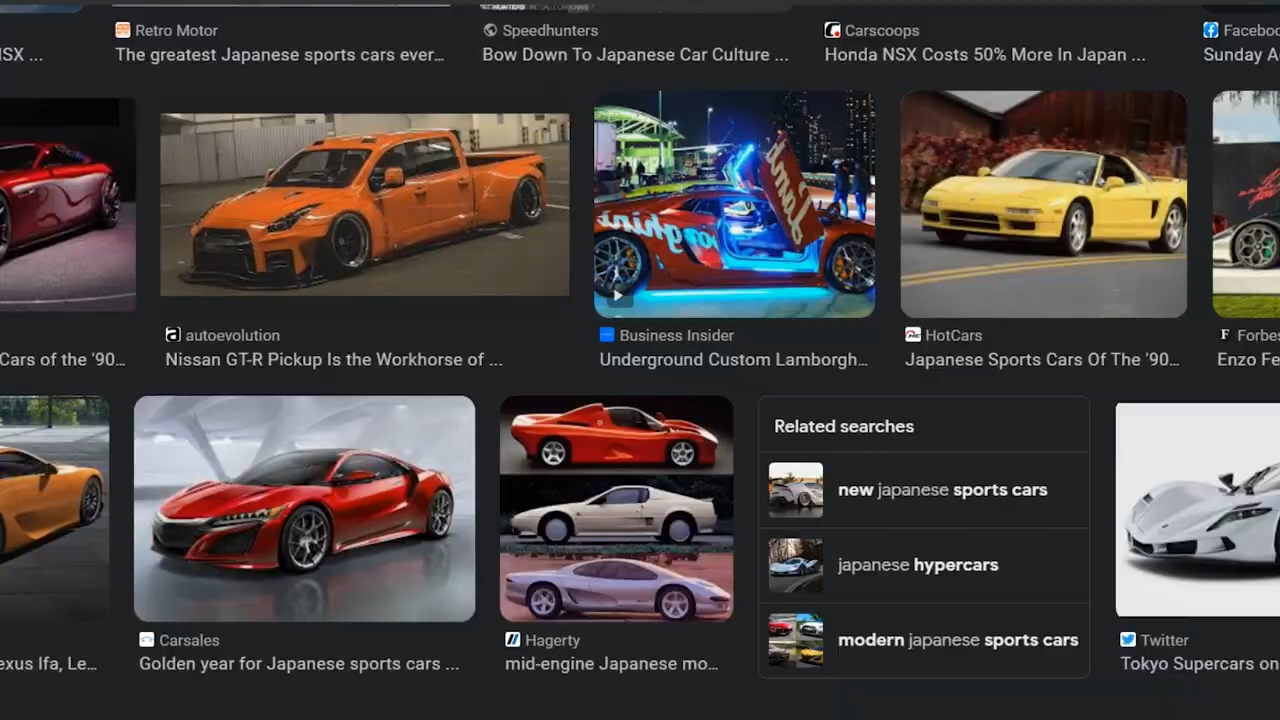 Retro Motor
Speedhunters
Carscoops
Faceboo
NSX ...
The greatest Japanese sports cars ever...
Bow Down To Japanese Car Culture ...
Honda NSX Costs 50% More In Japan ...
Sunday A
autoevolution
Business Insider
HotCars
Forbes
Cars of the '90...
Nissan GT-R Pickup Is the Workhorse of ...
Underground Custom Lamborgh...
Japanese Sports Cars Of The '90...
Enzo Fe
Related searches
new japanese sports cars
japanese hypercars
modern japanese sports cars
Carsales
Hagerty
Twitter
exus lfa, Le...
Golden year for Japanese sports cars ...
mid-engine Japanese mo...
Tokyo Supercars on